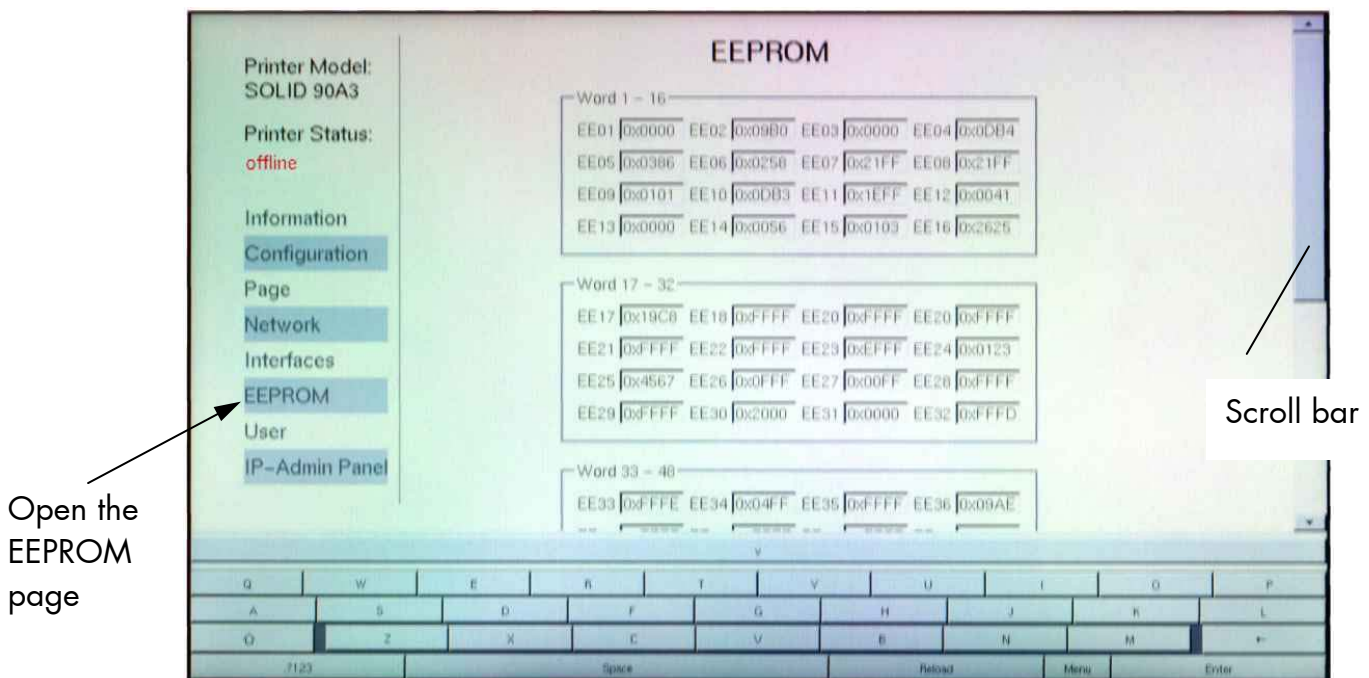 EEPROM
Printer Model:
SOLID 90A3
Printer Status:
offline
Information
Configuration
Page
Network
Interfaces
EEPROM
User
IP-Admin Panel
Word 1 - 16
EE01 0x0000 EE02 0x09B0 EE03 0x0000 EE04 0x0DB4
EE05 0x0386 EE06 0x0258 EE07 0x21FF EE08 0x21FF
EE09 0x0101 EE10 0x0DB3 EE11 0x1EFF EE12 0x0041
EE13 0x0000 EE14 0x0056 EE15 0x0103 EE16 0x2625
Word 17 - 32
EE17 0x19C8 EE18 0xFFFF EE20 0xFFFF EE20 0xFFFF
EE21 0xFFFF EE22 0xFFFF EE23 0xEFFF EE24 0x0123
EE25 0x4567 EE26 0x0FFF EE27 0x00FF EE28 0xFFFF
EE29 0xFFFF EE30 0x2000 EE31 0x0000 EE32 0xFFFD
Word 33 - 48
EE33 0xFFFE EE34 0x04FF EE35 0xFFFF EE36 0x09AE
Scroll bar
Open the
EEPROM
page
Q W E R T Y U I O P
A S D F G H J K L
Z X C V B N M
.?123 Space Reload Menu Enter